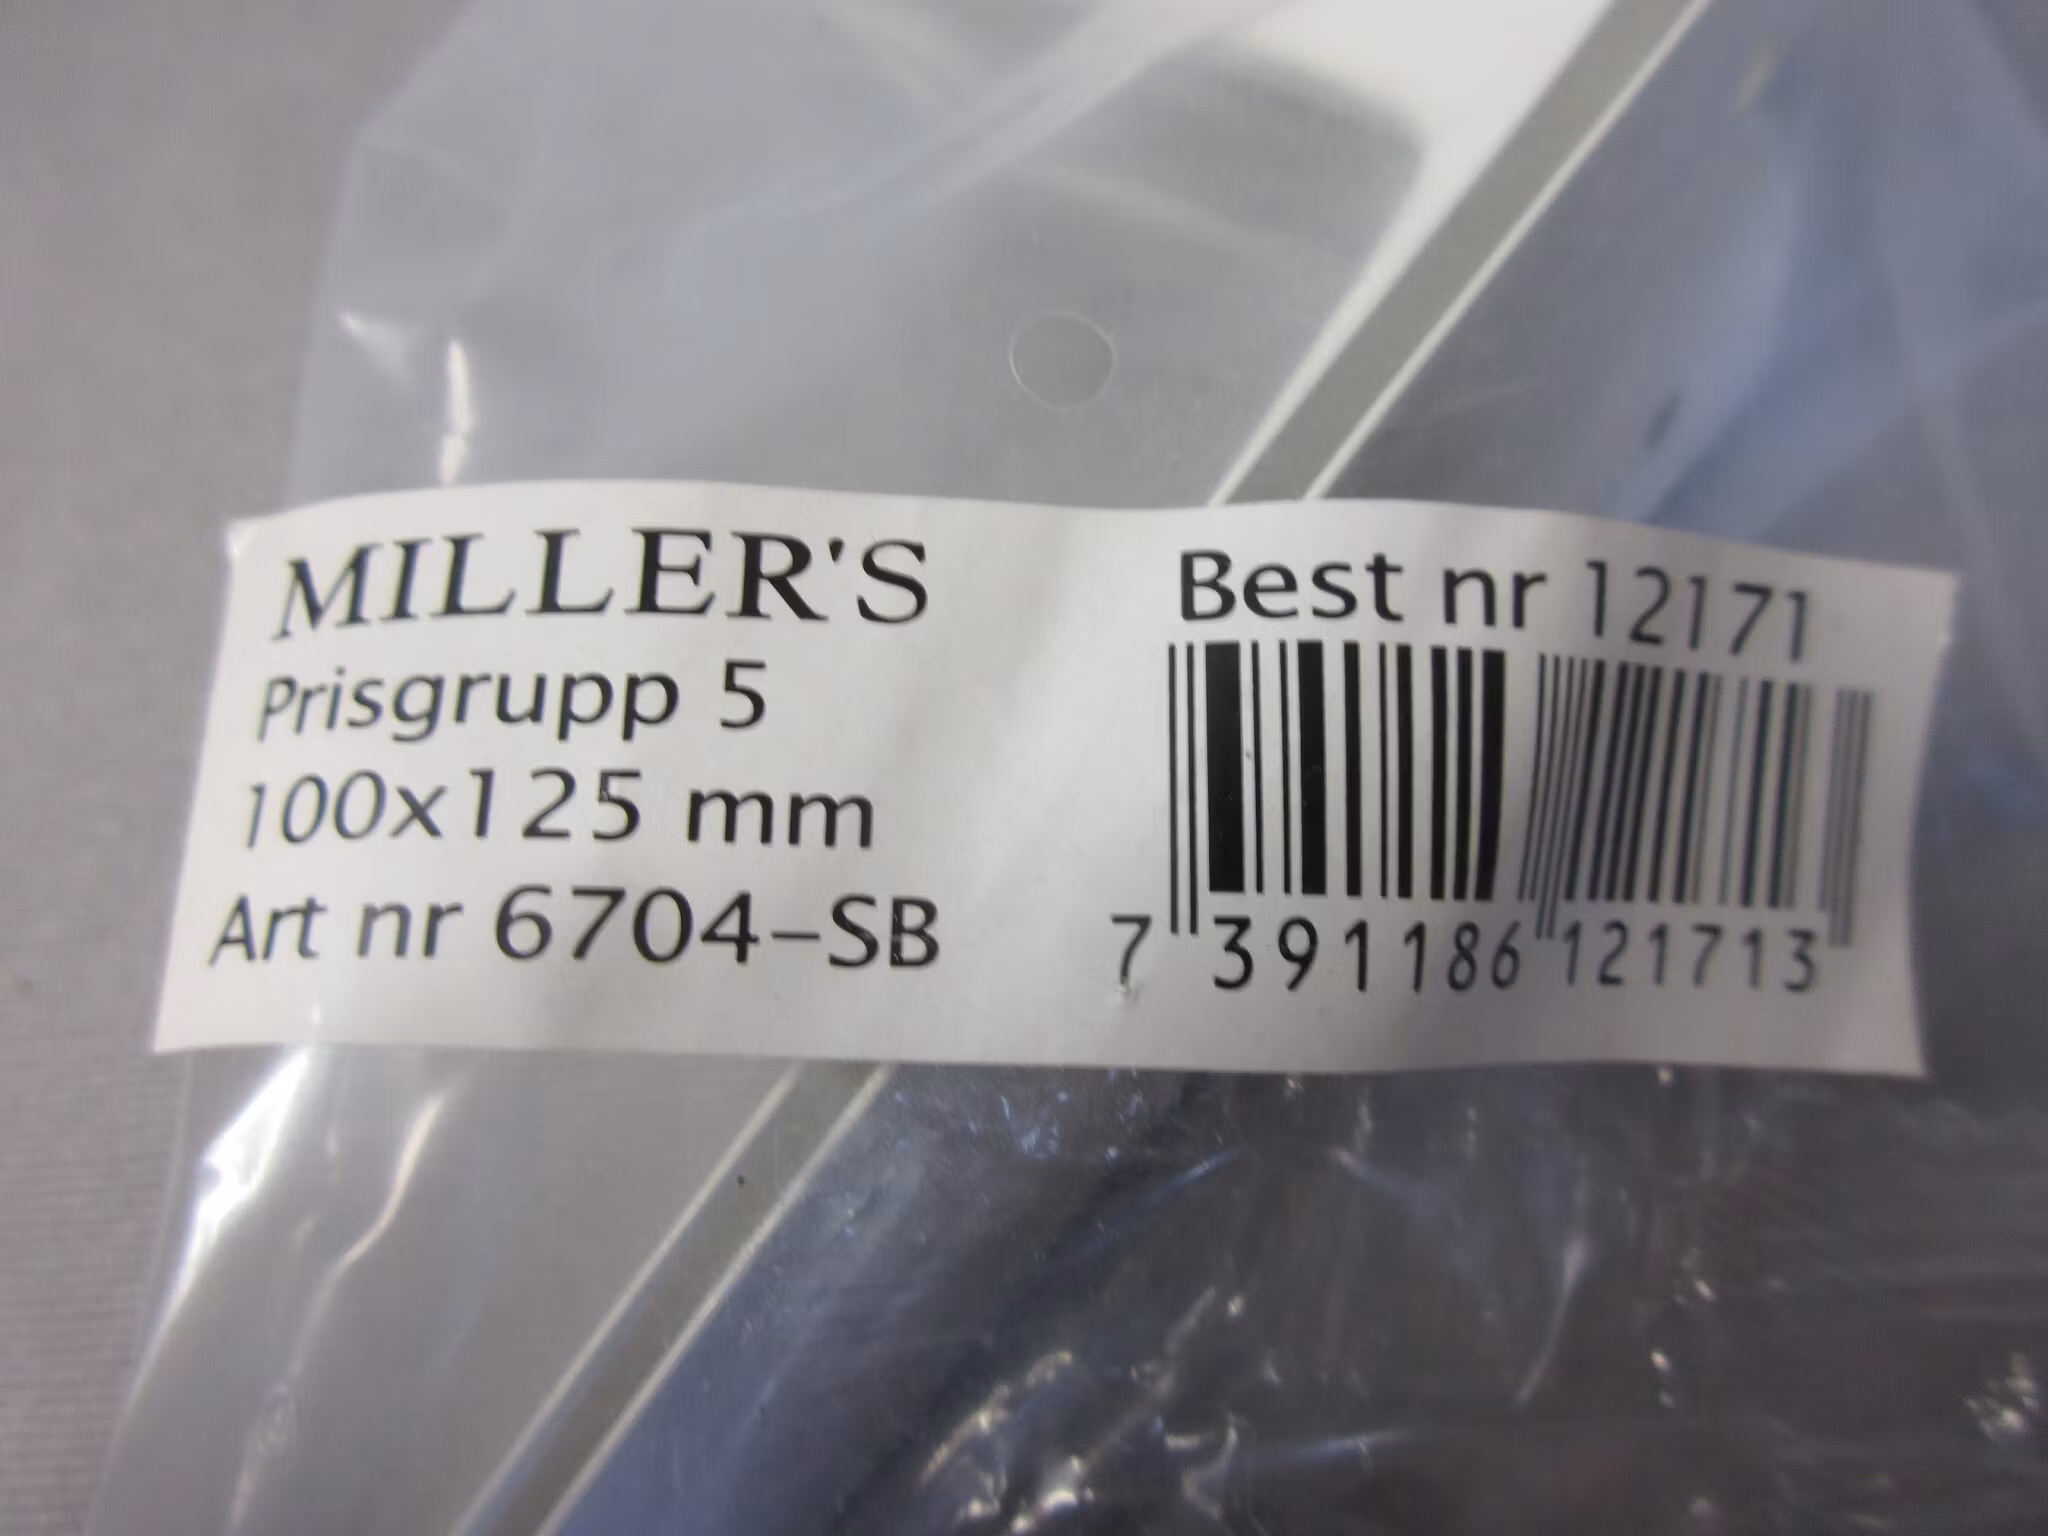 MILLER'S
Prisgrupp 5
100x125 mm
Art nr 6704-SB
Best nr 12171
7 391186 121713